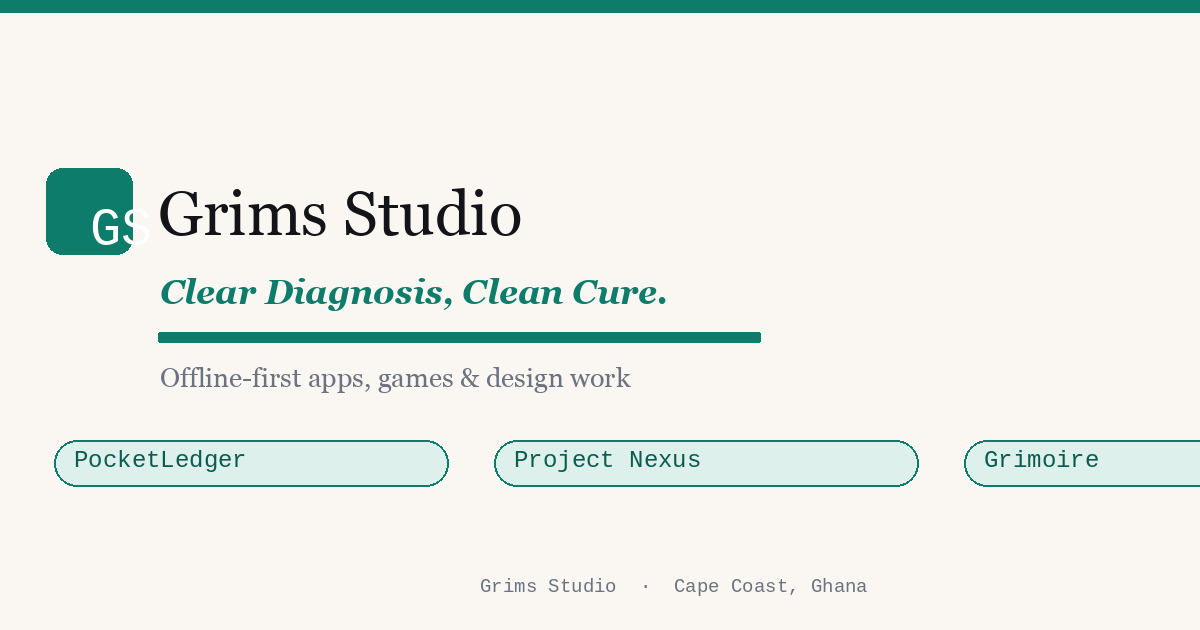 GS
Grims Studio
Clear Diagnosis, Clean Cure.
Offline-first apps, games & design work
PocketLedger
Project Nexus
Grimoire
Grims Studio · Cape Coast, Ghana